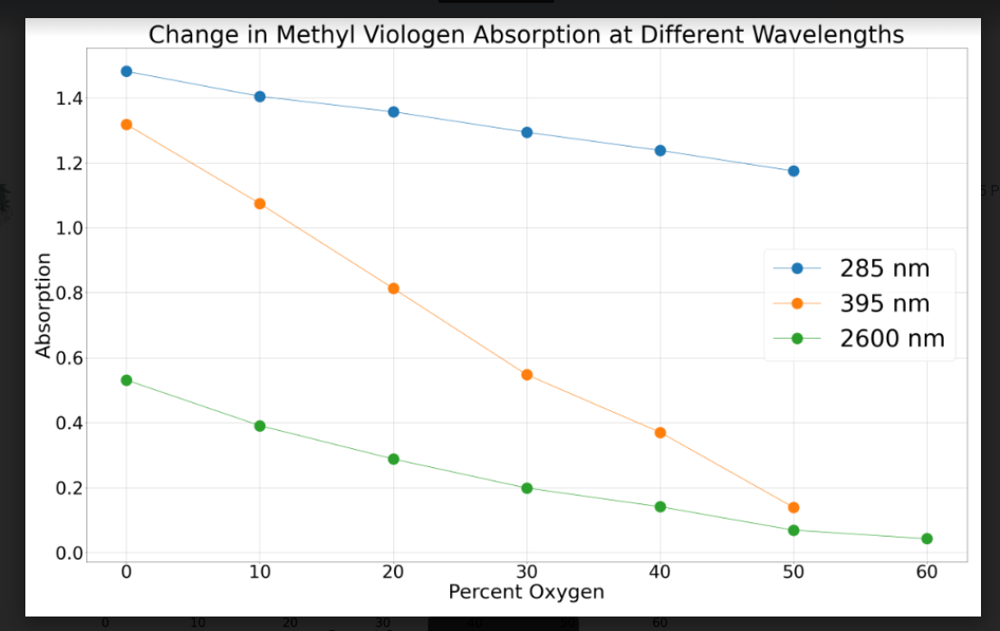 Change in Methyl Viologen Absorption at Different Wavelengths
1.4
1.2
1.0
0.8
0.6
0.4
0.2
0.0
Absorption
285 nm
395 nm
2600 nm
0 10 20 30 40 50 60
Percent Oxygen
0 10 20 30 40 50 60